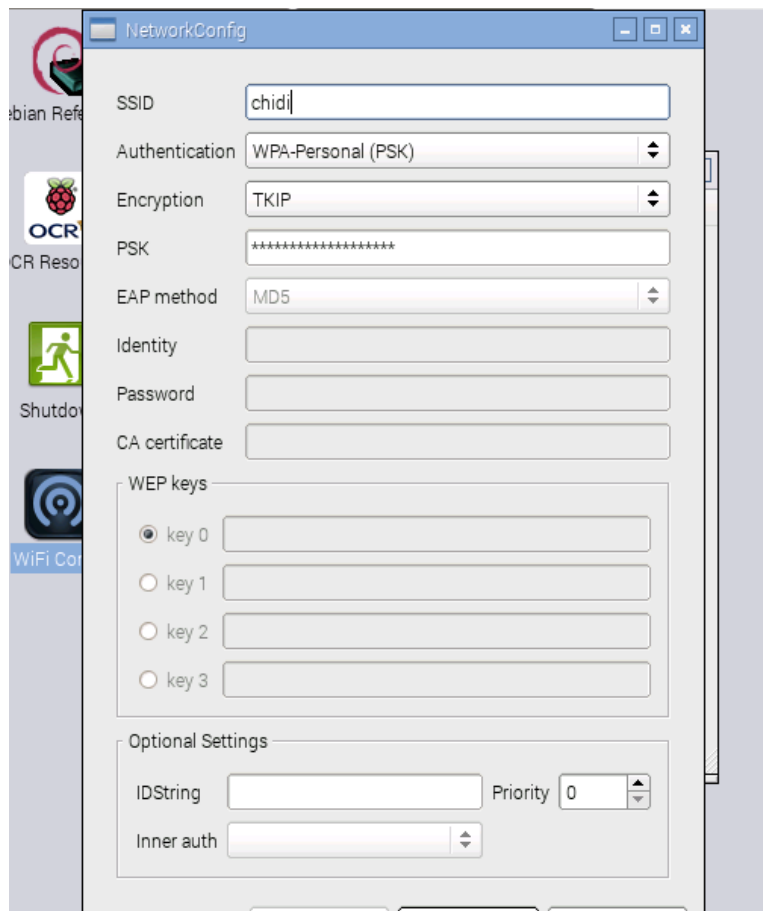 NetworkConfig
ebian Refe
SSID chidi
Authentication WPA-Personal (PSK)
Encryption TKIP
OCR
PSK *******************
CR Reso
EAP method MD5
Identity
Password
Shutdov
CA certificate
WEP keys
key 0
WiFi Con
key 1
key 2
key 3
Optional Settings
IDString Priority 0
Inner auth